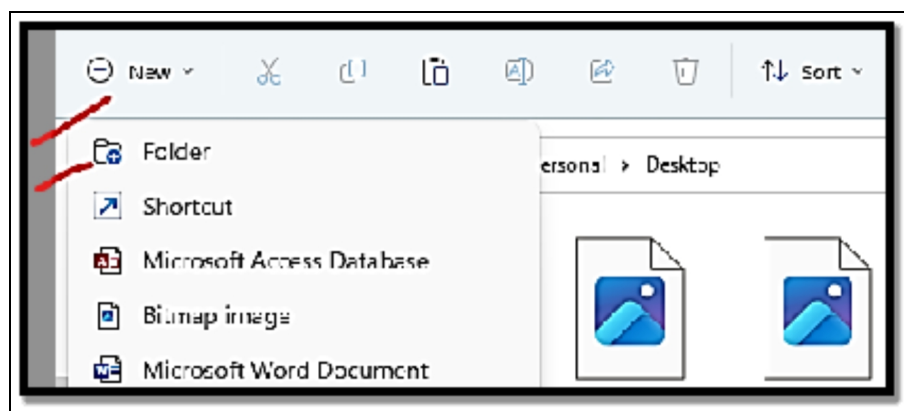 New
Sort
Folder
ersonal > Desktop
Shortcut
Microsoft Access Database
Bitmap image
Microsoft Word Document